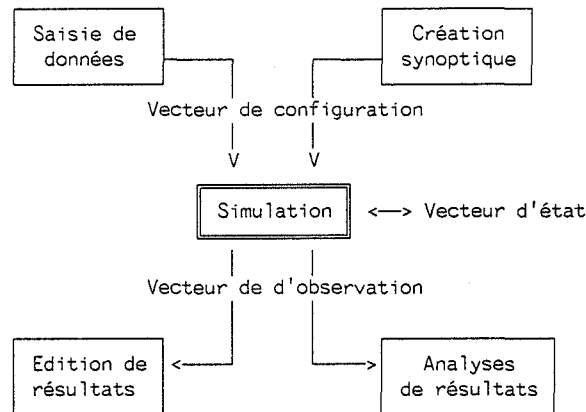 Saisie de
données
Création
synoptique
Vecteur de configuration
V V
Simulation <—> Vecteur d'état
Vecteur de d'observation
Edition de
résultats
Analyses
de résultats